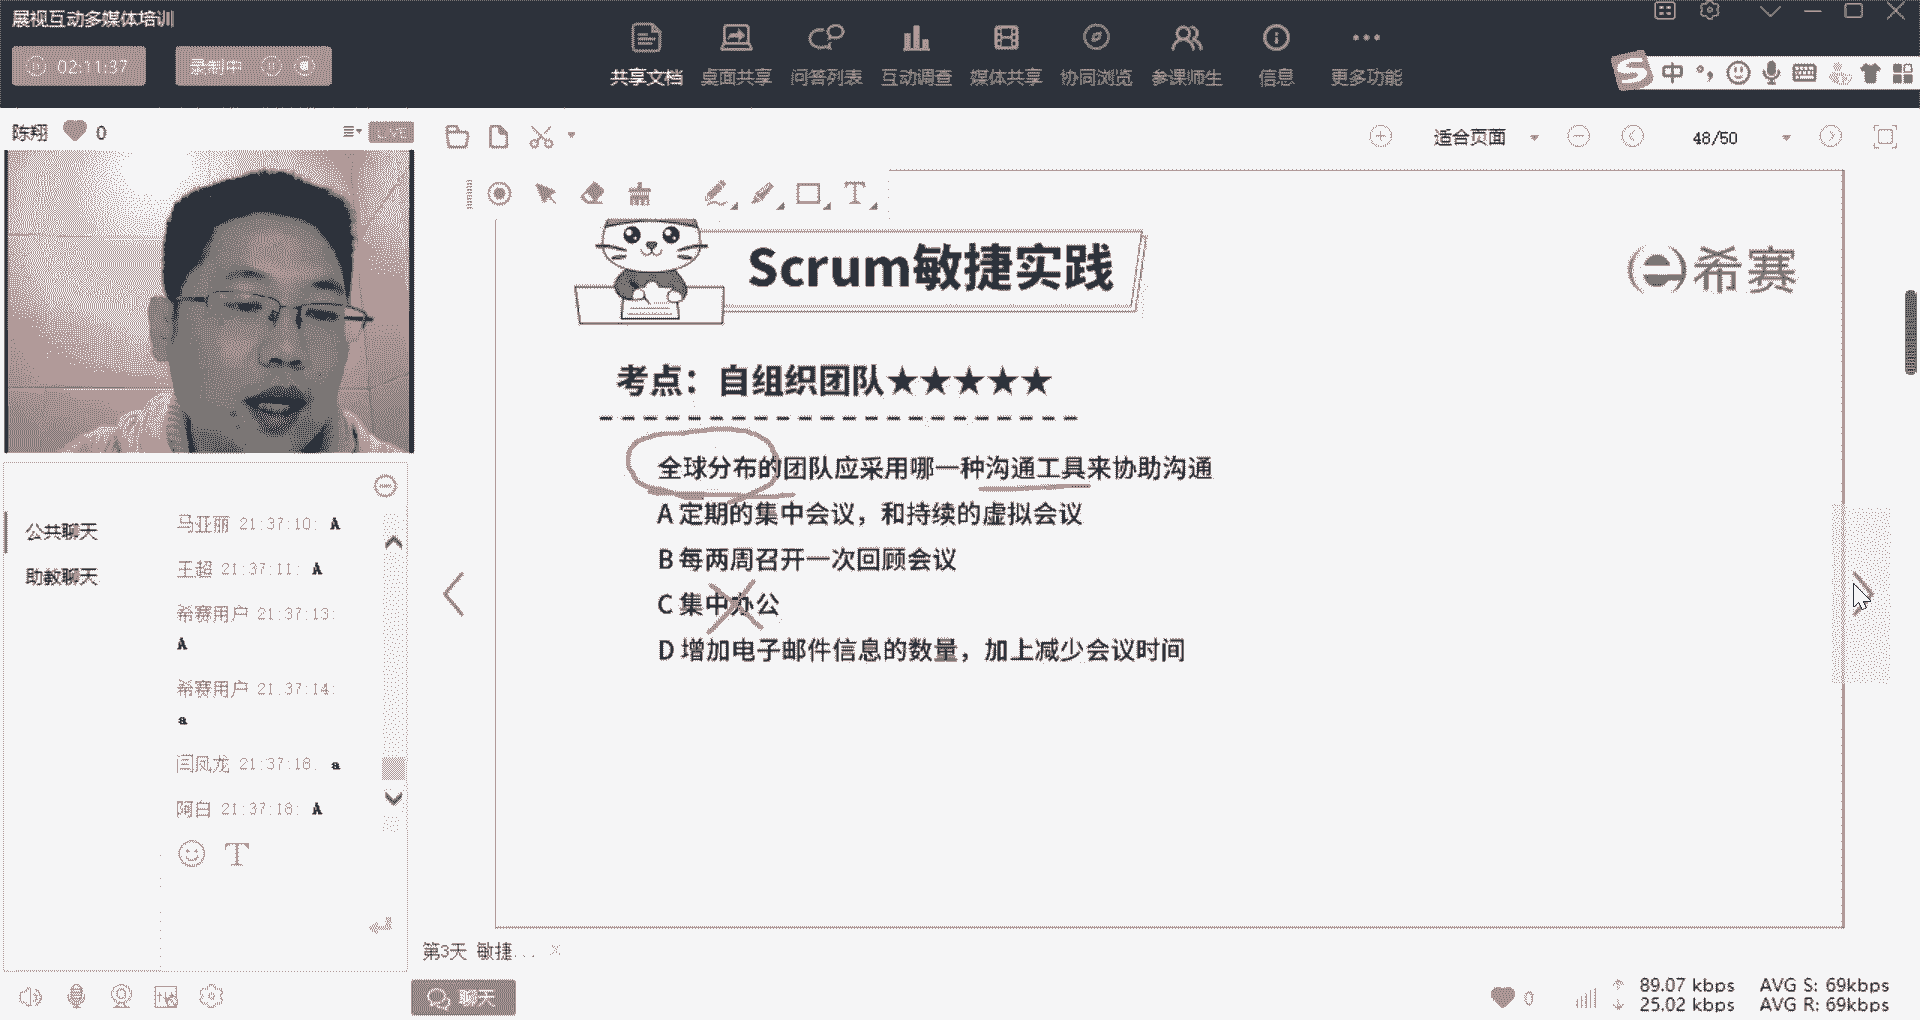 展视互动多媒体培训
02:11:37
录制中
共享文档
桌面共享
问答列表
互动调查
媒体共享
协同浏览
参课师生
信息
更多功能
中
陈翔 0
LIVE
适合页面
48/50
Scrum敏捷实践
希赛
考点：自组织团队★★★★★
全球分布的团队应采用哪一种沟通工具来协助沟通
A 定期的集中会议，和持续的虚拟会议
B 每两周召开一次回顾会议
C 集中办公
D 增加电子邮件信息的数量，加上减少会议时间
公共聊天
助教聊天
马亚丽 21:37:10: A
王超 21:37:11: A
希赛用户 21:37:13:
A
希赛用户 21:37:14:
a
闫凤龙 21:37:16: a
阿白 21:37:18: A
第3天 敏捷...
聊天
0
89.07 kbps AVG S: 69kbps
25.02 kbps AVG R: 69kbps